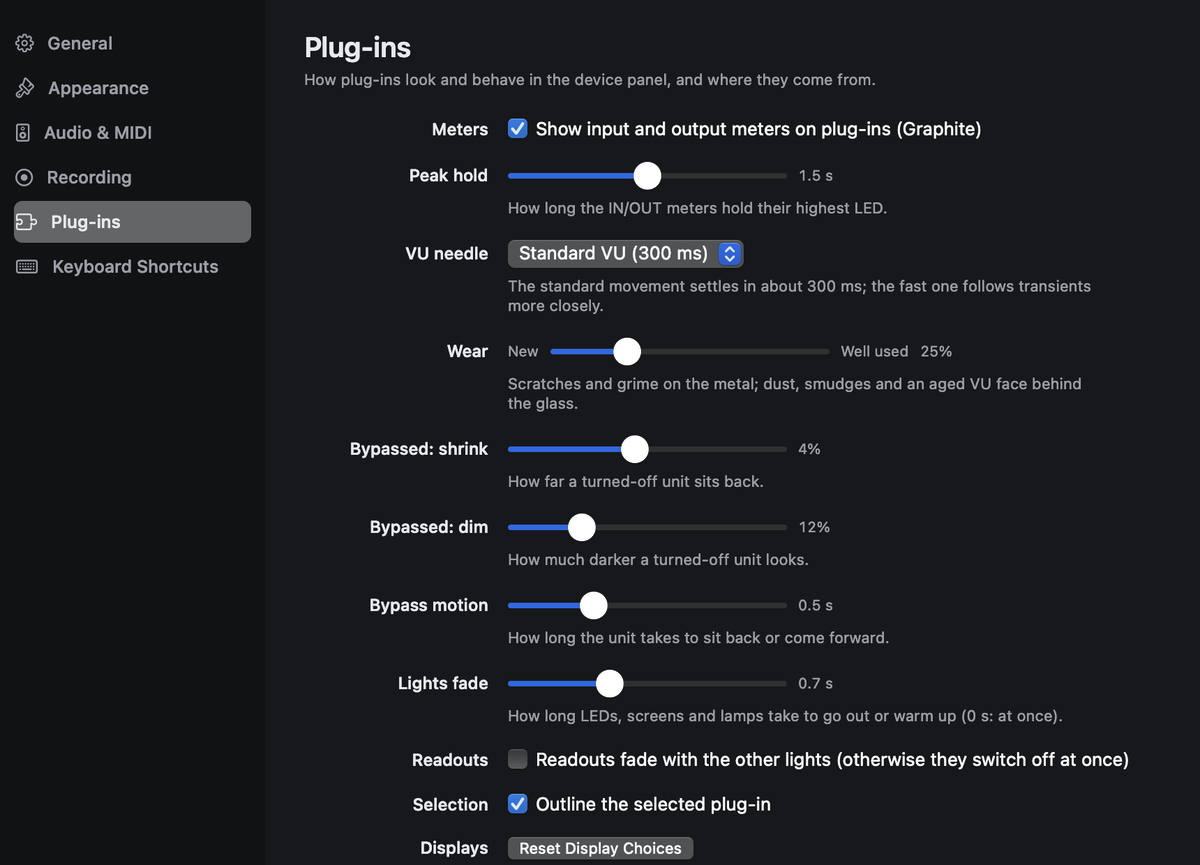 General
Appearance
Audio & MIDI
Recording
Plug-ins
Keyboard Shortcuts
Plug-ins
How plug-ins look and behave in the device panel, and where they come from.
Meters Show input and output meters on plug-ins (Graphite)
Peak hold 1.5 s
How long the IN/OUT meters hold their highest LED.
VU needle Standard VU (300 ms)
The standard movement settles in about 300 ms; the fast one follows transients
more closely.
Wear New Well used 25%
Scratches and grime on the metal; dust, smudges and an aged VU face behind
the glass.
Bypassed: shrink 4%
How far a turned-off unit sits back.
Bypassed: dim 12%
How much darker a turned-off unit looks.
Bypass motion 0.5 s
How long the unit takes to sit back or come forward.
Lights fade 0.7 s
How long LEDs, screens and lamps take to go out or warm up (0 s: at once).
Readouts Readouts fade with the other lights (otherwise they switch off at once)
Selection Outline the selected plug-in
Displays Reset Display Choices